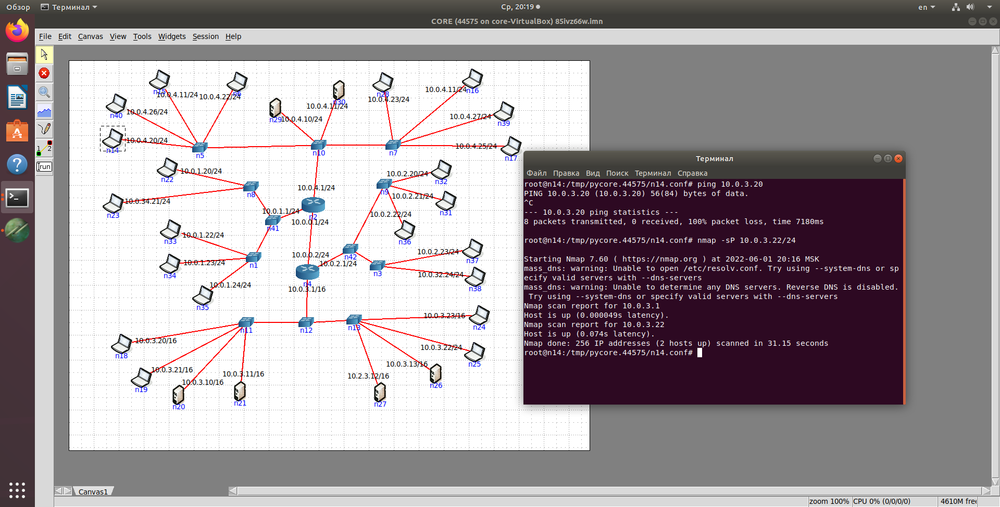 Обзор
Терминал
Ср, 20:19
en
CORE (44575 on core-VirtualBox) 85ivz66w.imn
File Edit Canvas View Tools Widgets Session Help
1 2
run
n15
10.0.4.11/24
10.0.4.22/24
n6
n40
10.0.4.26/24
n14
10.0.4.20/24
n5
n29
10.0.4.10/24
n30
10.0.4.11/24
n10
n28
10.0.4.23/24
10.0.4.11/24
n16
10.0.4.27/24
n39
10.0.4.25/24
n17
n7
n22
10.0.1.20/24
n8
n23
10.0.34.21/24
10.0.4.1/24
n2
10.0.1.1/24
n41
10.0.0.1/24
10.0.2.20/24
n32
n9
10.0.2.21/24
n31
10.0.2.22/24
n36
n33
10.0.1.22/24
n34
10.0.1.23/24
n1
10.0.1.24/24
n35
10.0.0.2/24
n42
10.0.2.1/24
n4
10.0.3.1/16
n3
10.0.2.23/24
n37
10.0.32.24/24
n38
n11
n12
n13
10.0.3.23/16
n24
10.0.3.22/24
n25
10.0.3.13/16
n26
10.2.3.12/16
n27
10.0.3.20/16
n18
10.0.3.21/16
n19
10.0.3.10/16
n20
10.0.3.11/16
n21
Терминал
Файл Правка Вид Поиск Терминал Справка
root@n14:/tmp/pycore.44575/n14.conf# ping 10.0.3.20
PING 10.0.3.20 (10.0.3.20) 56(84) bytes of data.
^C
--- 10.0.3.20 ping statistics ---
8 packets transmitted, 0 received, 100% packet loss, time 7180ms
root@n14:/tmp/pycore.44575/n14.conf# nmap -sP 10.0.3.22/24
Starting Nmap 7.60 ( https://nmap.org ) at 2022-06-01 20:16 MSK
mass_dns: warning: Unable to open /etc/resolv.conf. Try using --system-dns or sp
ecify valid servers with --dns-servers
mass_dns: warning: Unable to determine any DNS servers. Reverse DNS is disabled.
Try using --system-dns or specify valid servers with --dns-servers
Nmap scan report for 10.0.3.1
Host is up (0.000049s latency).
Nmap scan report for 10.0.3.22
Host is up (0.074s latency).
Nmap done: 256 IP addresses (2 hosts up) scanned in 31.15 seconds
root@n14:/tmp/pycore.44575/n14.conf#
Canvas1
zoom 100% CPU 0% (0/0/0/0) 4610M free